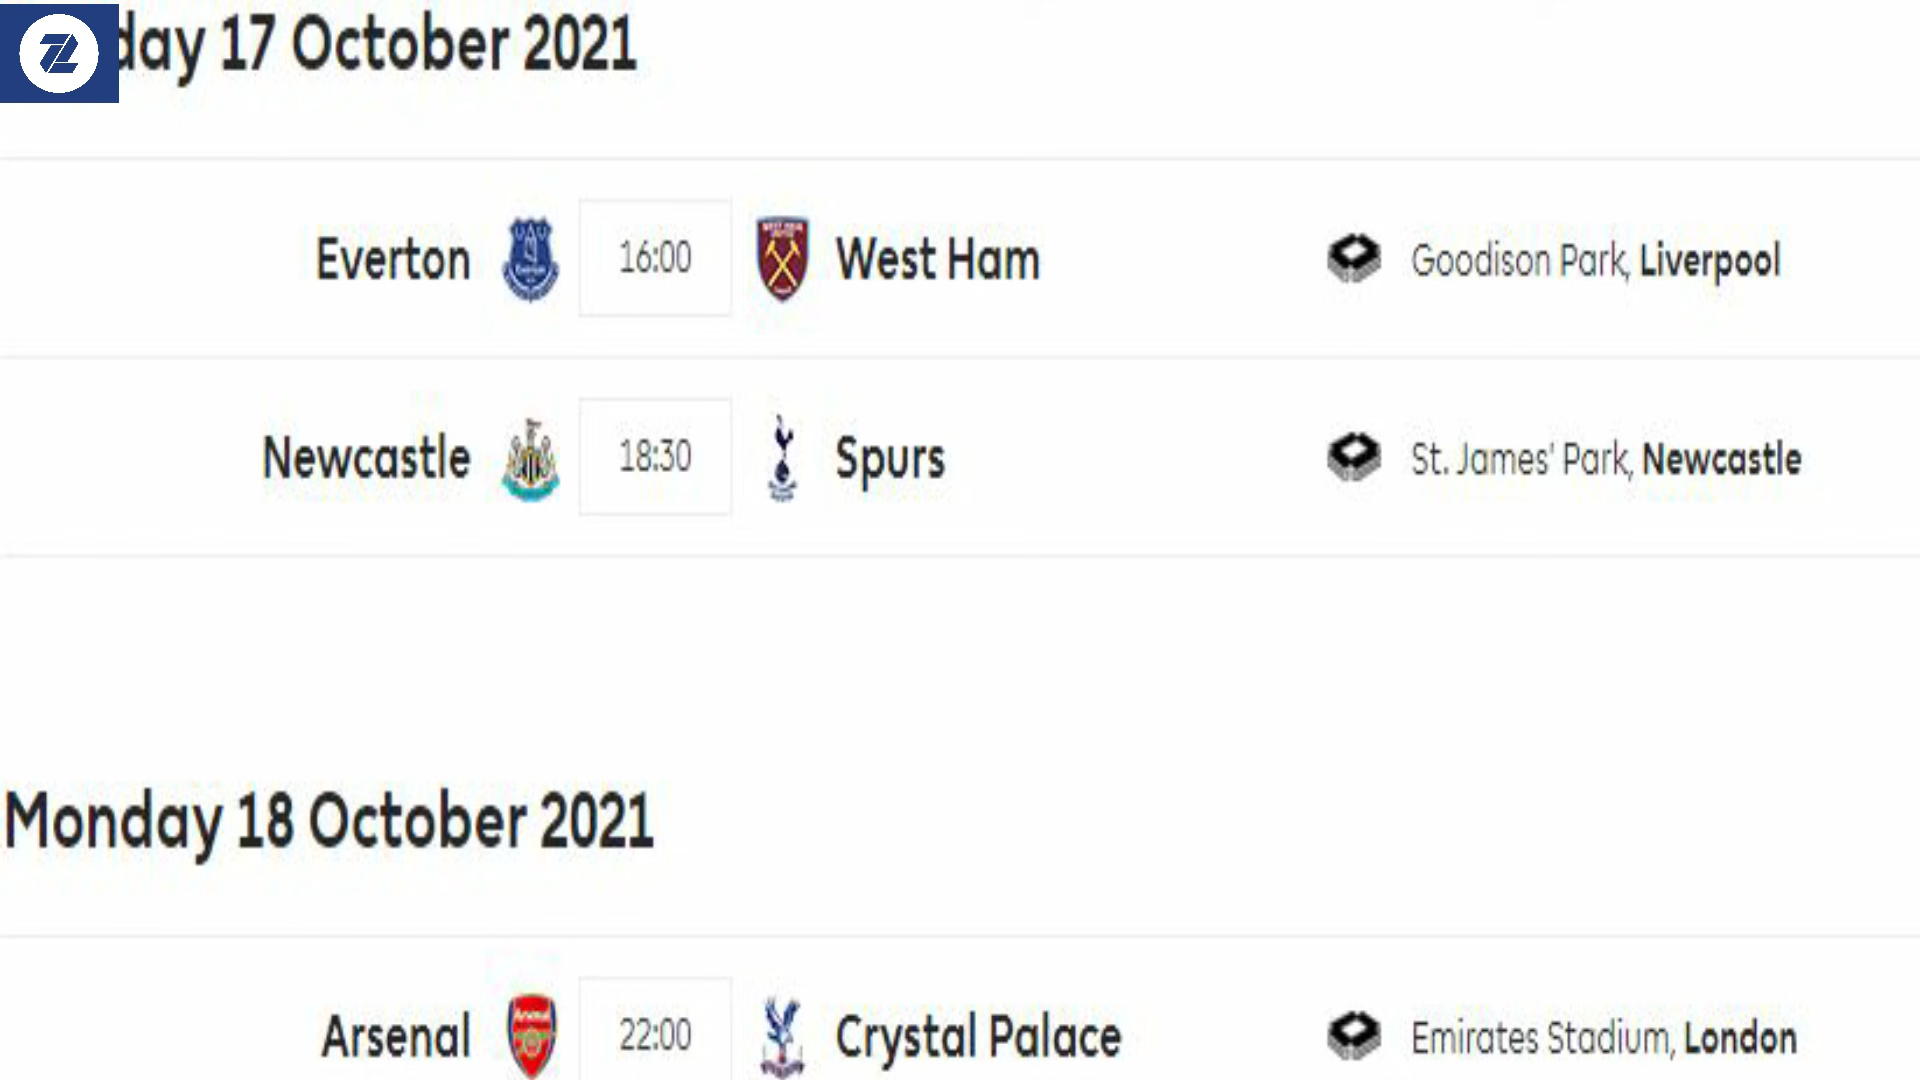 day 17 October 2021
Everton 16:00 West Ham Goodison Park, Liverpool
Newcastle 18:30 Spurs St. James' Park, Newcastle
Monday 18 October 2021
Arsenal 22:00 Crystal Palace Emirates Stadium, London